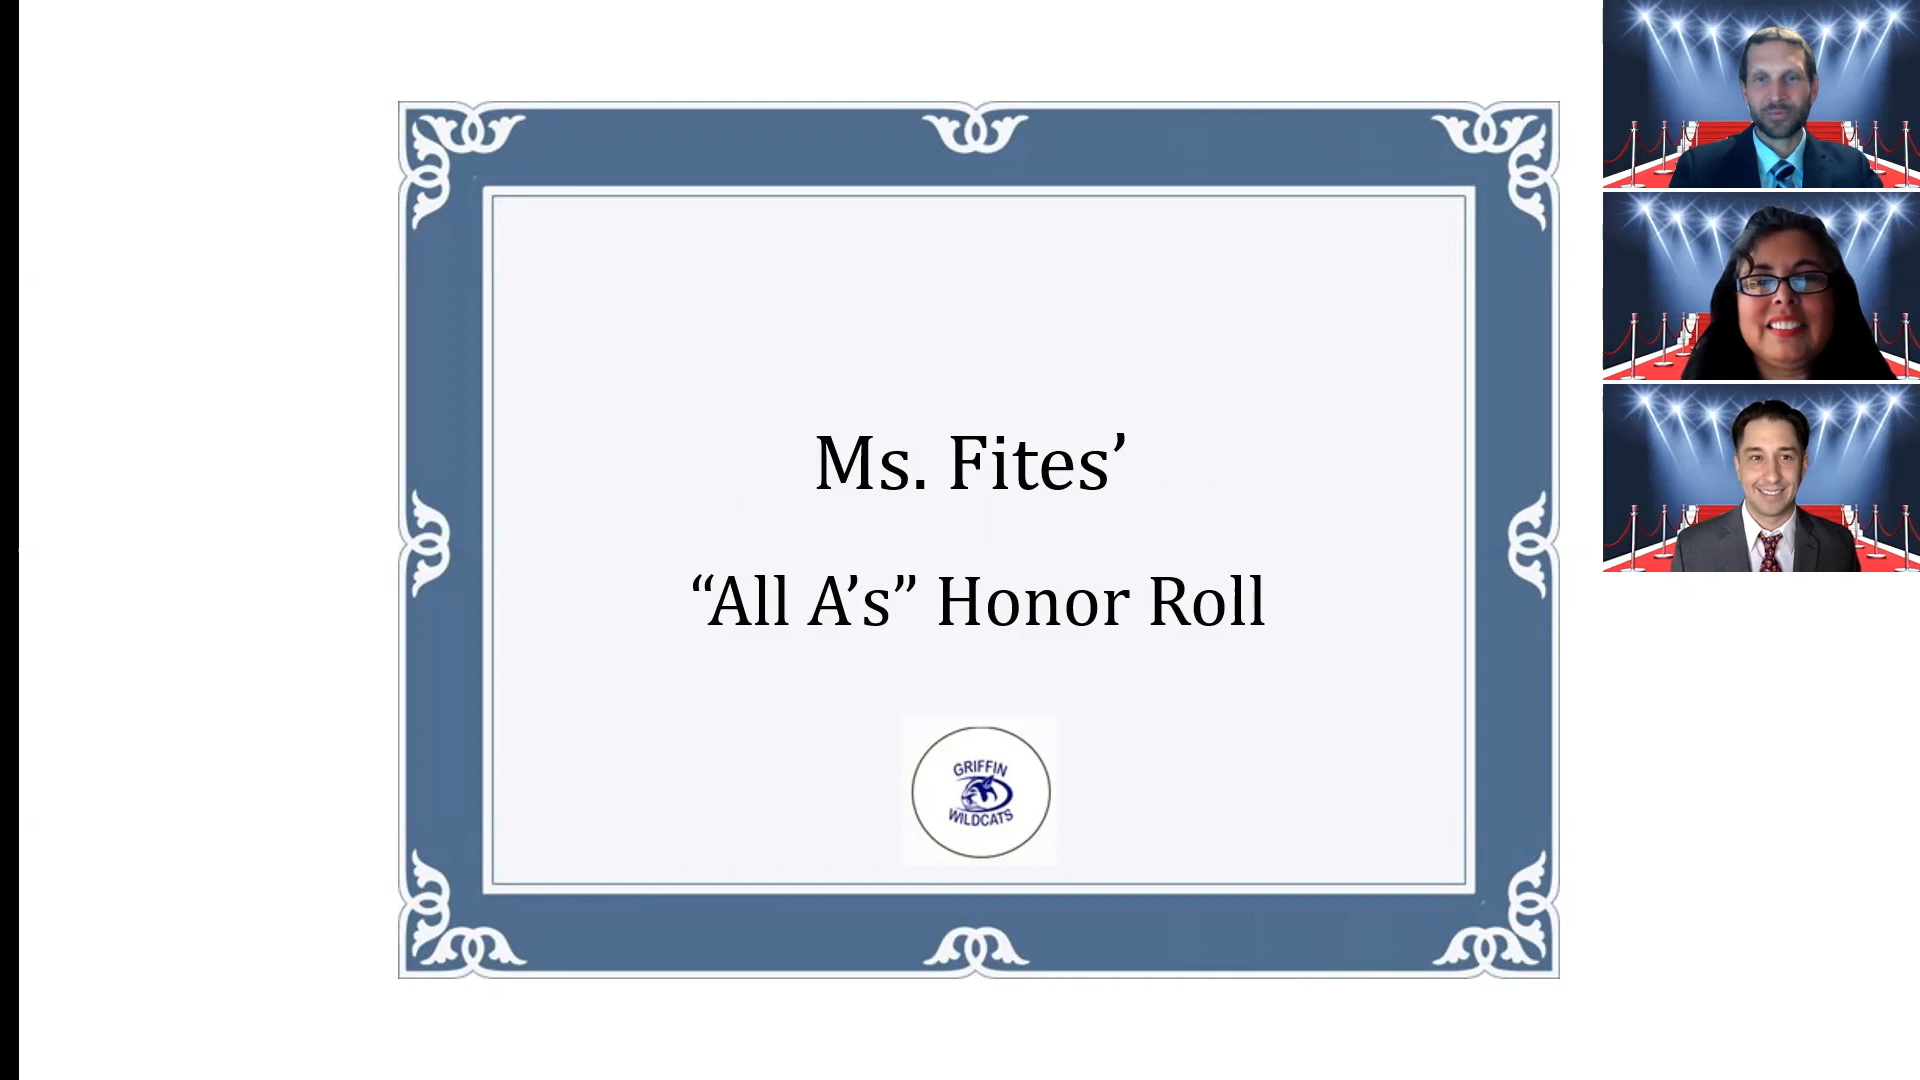 Ms. Fites’
“All A’s” Honor Roll
GRIFFIN
WILDCATS